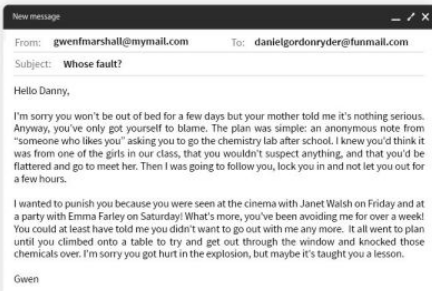 New message
From: gwenfmarshall@mymail.com To: danielgordonryder@funmail.com
Subject: Whose fault?
Hello Danny,
I'm sorry you won't be out of bed for a few days but your mother told me it's nothing serious.
Anyway, you've only got yourself to blame. The plan was simple: an anonymous note from
"someone who likes you" asking you to go the chemistry lab after school. I knew you'd think it
was from one of the girls in our class, that you wouldn't suspect anything, and that you'd be
flattered and go to meet her. Then I was going to follow you, lock you in and not let you out for
a few hours.
I wanted to punish you because you were seen at the cinema with Janet Walsh on Friday and at
a party with Emma Farley on Saturday! What's more, you've been avoiding me for over a week!
You could at least have told me you didn't want to go out with me any more. It all went to plan
until you climbed onto a table to try and get out through the window and knocked those
chemicals over. I'm sorry you got hurt in the explosion, but maybe it's taught you a lesson.
Gwen